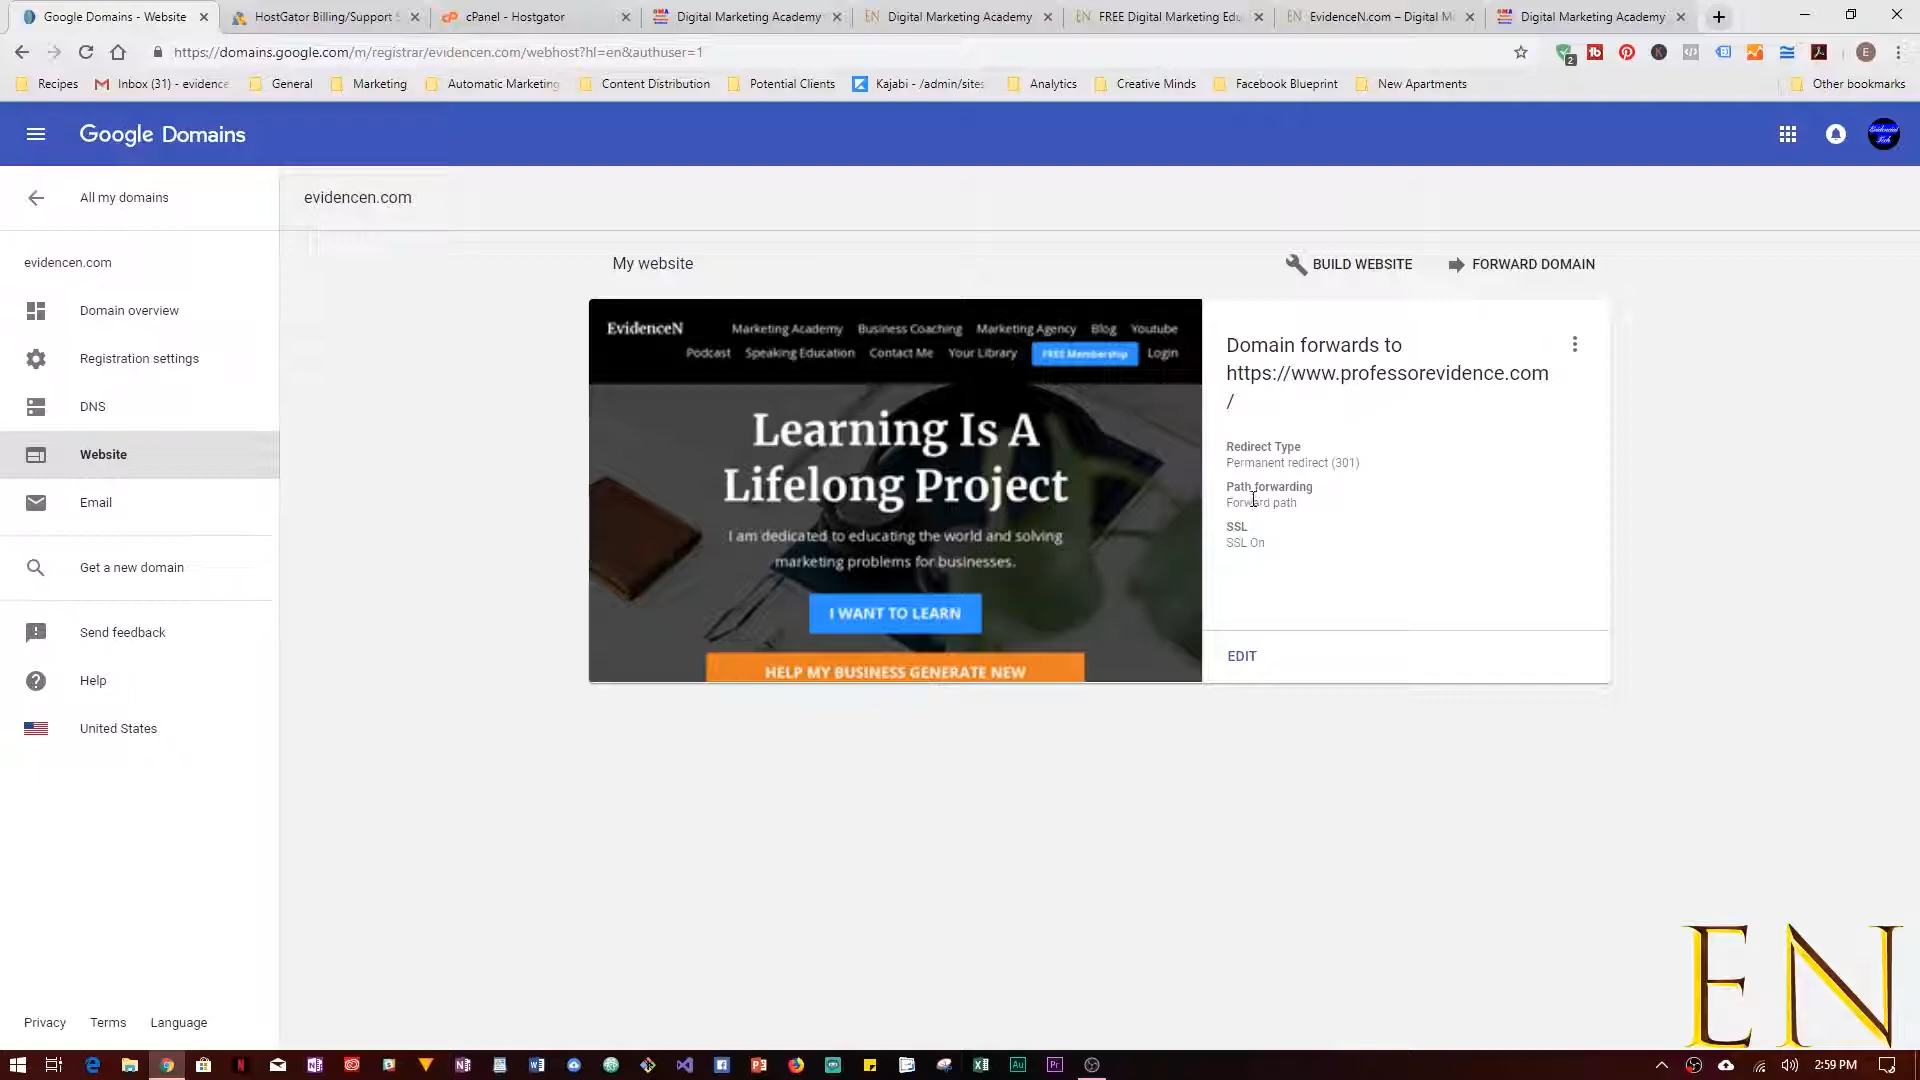 Google Domains - Website
HostGator Billing/Support
cPanel - Hostgator
Digital Marketing Academy
Digital Marketing Academy
FREE Digital Marketing Edu
EvidenceN.com – Digital M
Digital Marketing Academy
https://domains.google.com/m/registrar/evidencen.com/webhost?hl=en&authuser=1
2
E
Recipes
Inbox (31) - evidence
General
Marketing
Automatic Marketing
Content Distribution
Potential Clients
Kajabi - /admin/sites
Analytics
Creative Minds
Facebook Blueprint
New Apartments
Other bookmarks
Google Domains
All my domains
evidencen.com
evidencen.com
Domain overview
Registration settings
DNS
Website
Email
Get a new domain
Send feedback
Help
United States
Privacy
Terms
Language
My website
BUILD WEBSITE
FORWARD DOMAIN
EvidenceN
Marketing Academy
Business Coaching
Marketing Agency
Blog
Youtube
Podcast
Speaking Education
Contact Me
Your Library
FREE Membership
Login
Learning Is A
Lifelong Project
I am dedicated to educating the world and solving
marketing problems for businesses.
I WANT TO LEARN
HELP MY BUSINESS GENERATE NEW
Domain forwards to
https://www.professorevidence.com
/
Redirect Type
Permanent redirect (301)
Path forwarding
Forward path
SSL
SSL On
EDIT
EN
2:59 PM